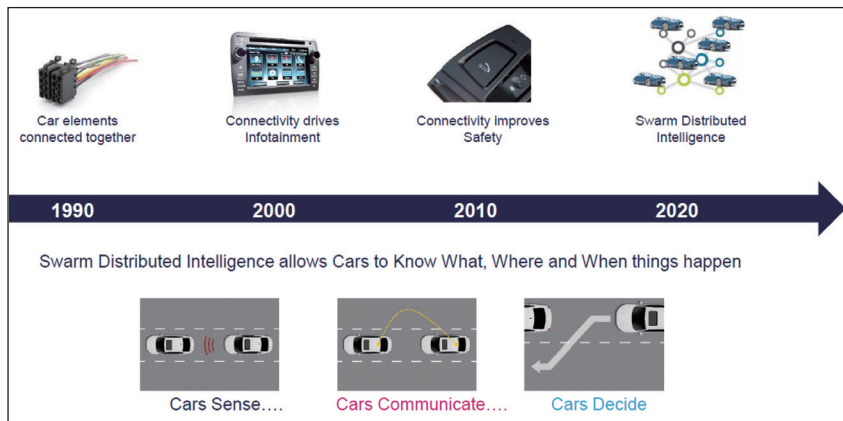 Car elements
connected together
Connectivity drives
Infotainment
Connectivity improves
Safety
Swarm Distributed
Intelligence
1990 2000 2010 2020
Swarm Distributed Intelligence allows Cars to Know What, Where and When things happen
Cars Sense....
Cars Communicate....
Cars Decide